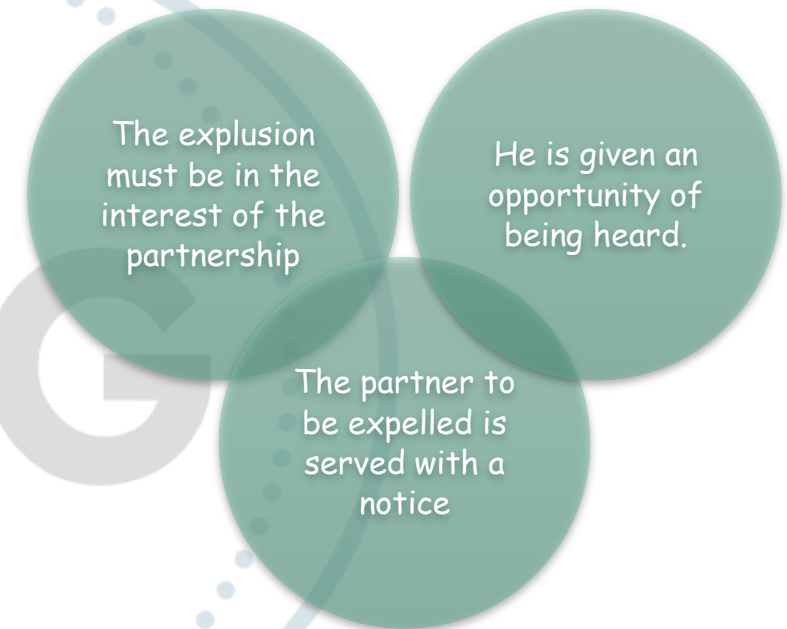 The explusion
must be in the
interest of the
partnership
He is given an
opportunity of
being heard.
The partner to
be expelled is
served with a
notice
G